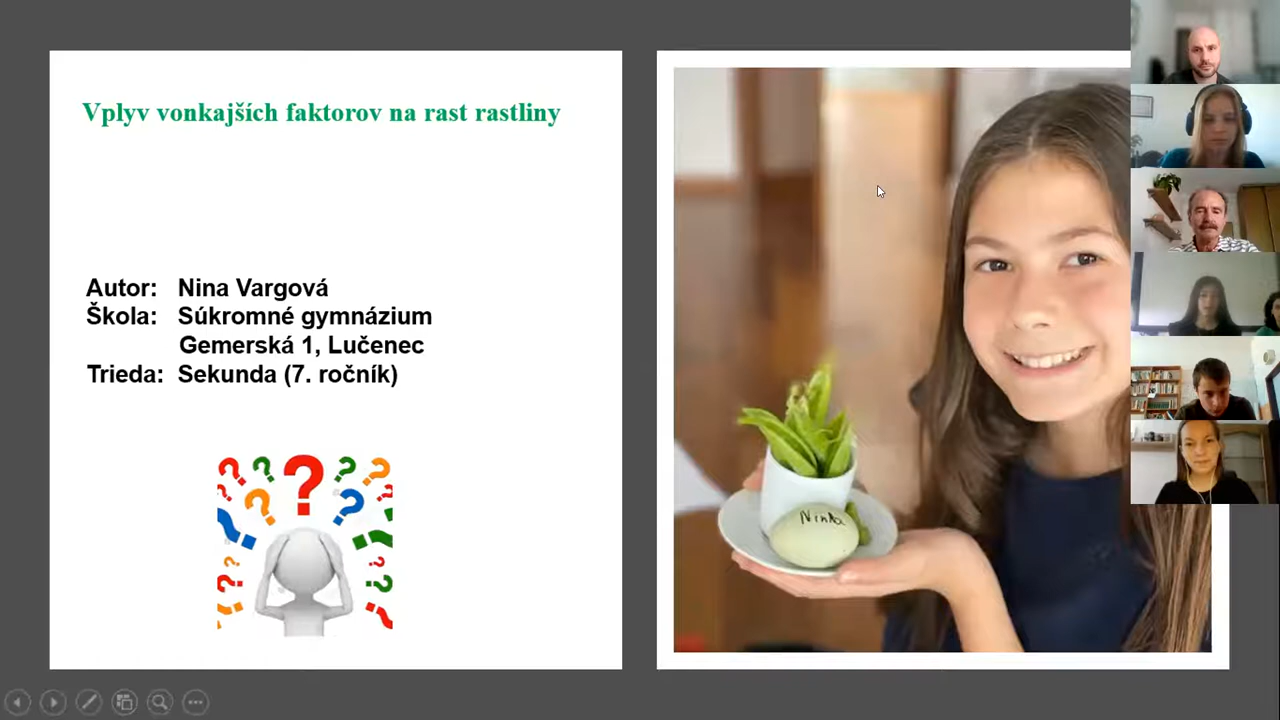 Vplyv vonkajších faktorov na rast rastliny
Autor: Nina Vargová
Škola: Súkromné gymnázium
Gemerská 1, Lučenec
Trieda: Sekunda (7. ročník)
Ninka